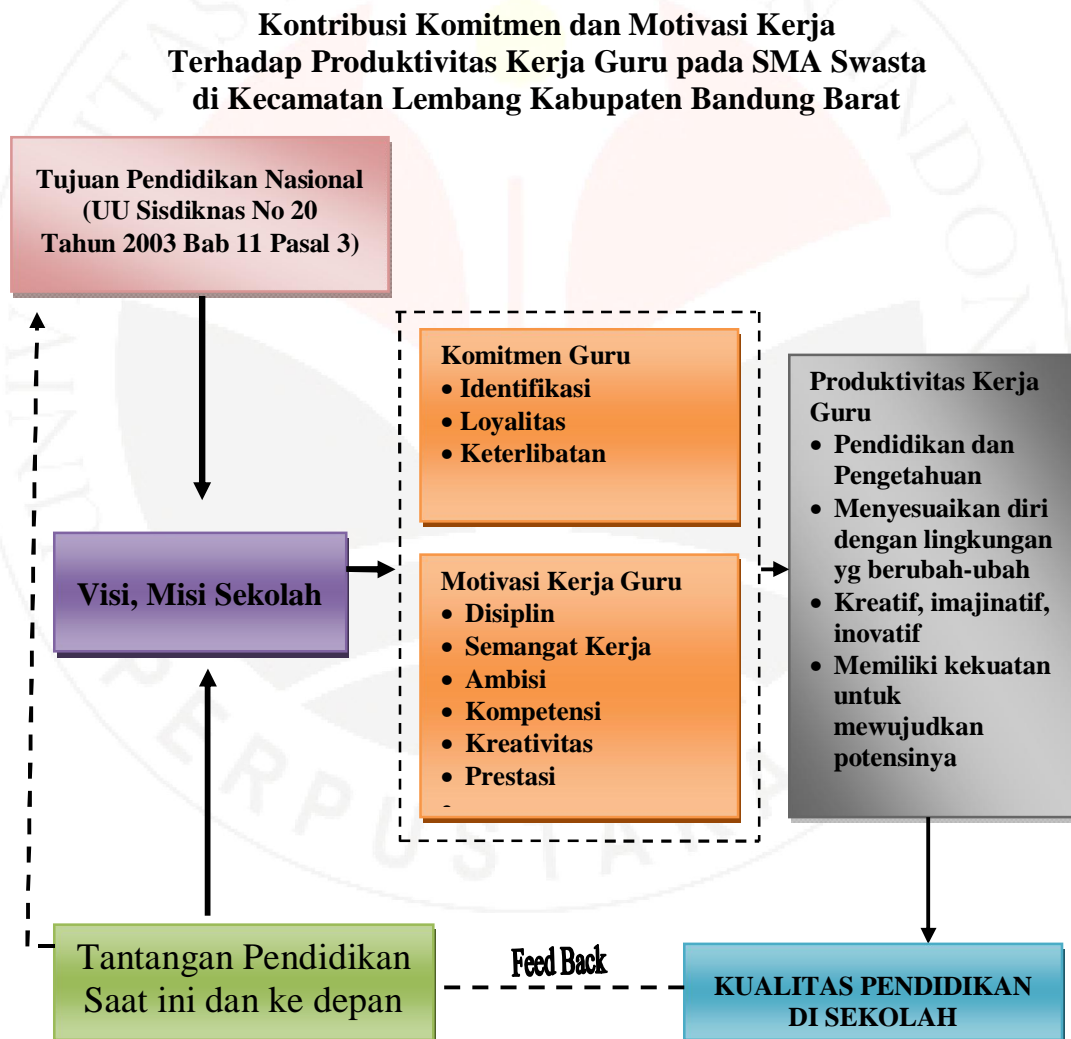 Kontribusi Komitmen dan Motivasi Kerja
Terhadap Produktivitas Kerja Guru pada SMA Swasta
di Kecamatan Lembang Kabupaten Bandung Barat
Tujuan Pendidikan Nasional
(UU Sisdiknas No 20
Tahun 2003 Bab 11 Pasal 3)
Visi, Misi Sekolah
Komitmen Guru
• Identifikasi
• Loyalitas
• Keterlibatan
Motivasi Kerja Guru
• Disiplin
• Semangat Kerja
• Ambisi
• Kompetensi
• Kreativitas
• Prestasi
Produktivitas Kerja
Guru
• Pendidikan dan
Pengetahuan
• Menyesuaikan diri
dengan lingkungan
yg berubah-ubah
• Kreatif, imajinatif,
inovatif
• Memiliki kekuatan
untuk
mewujudkan
potensinya
Tantangan Pendidikan
Saat ini dan ke depan
Feed Back
KUALITAS PENDIDIKAN
DI SEKOLAH